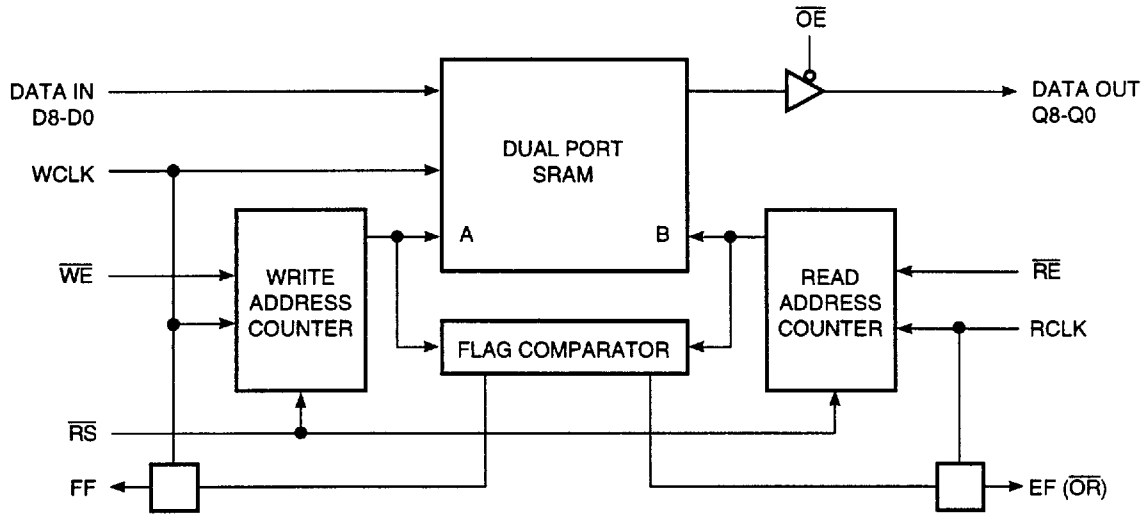 OE
DATA IN
D8-D0
DATA OUT
Q8-Q0
DUAL PORT
SRAM
WCLK
A
B
WE
WRITE
ADDRESS
COUNTER
READ
ADDRESS
COUNTER
RE
RCLK
FLAG COMPARATOR
RS
FF
EF (OR)